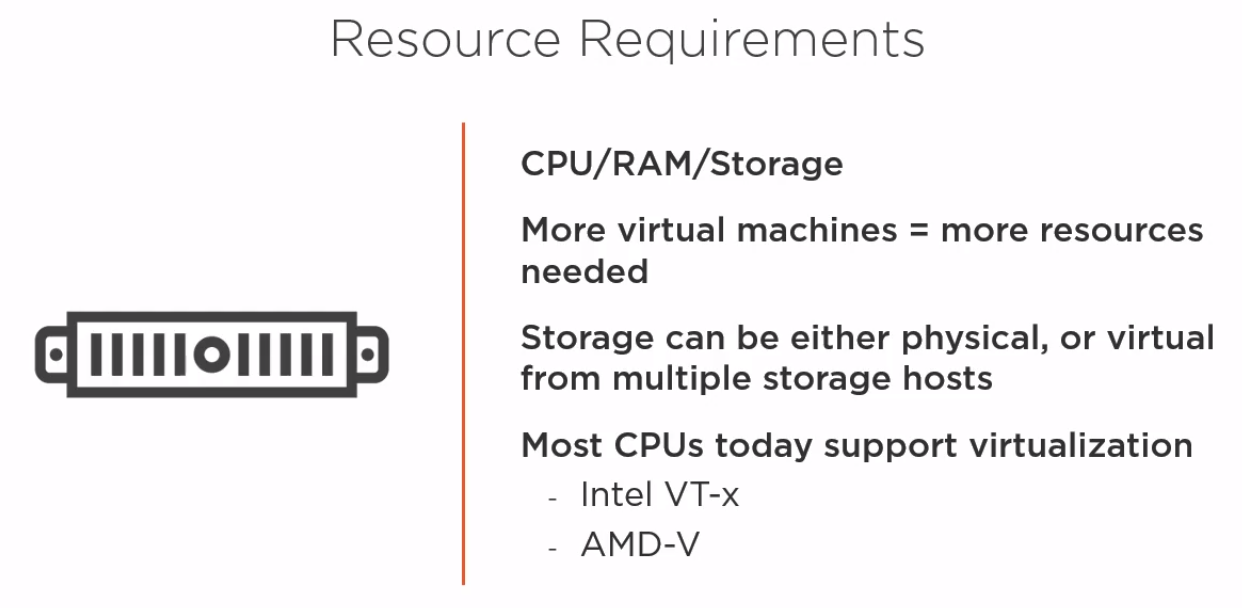 Resource Requirements
CPU/RAM/Storage
More virtual machines = more resources
needed
Storage can be either physical, or virtual
from multiple storage hosts
Most CPUs today support virtualization
- Intel VT-x
- AMD-V